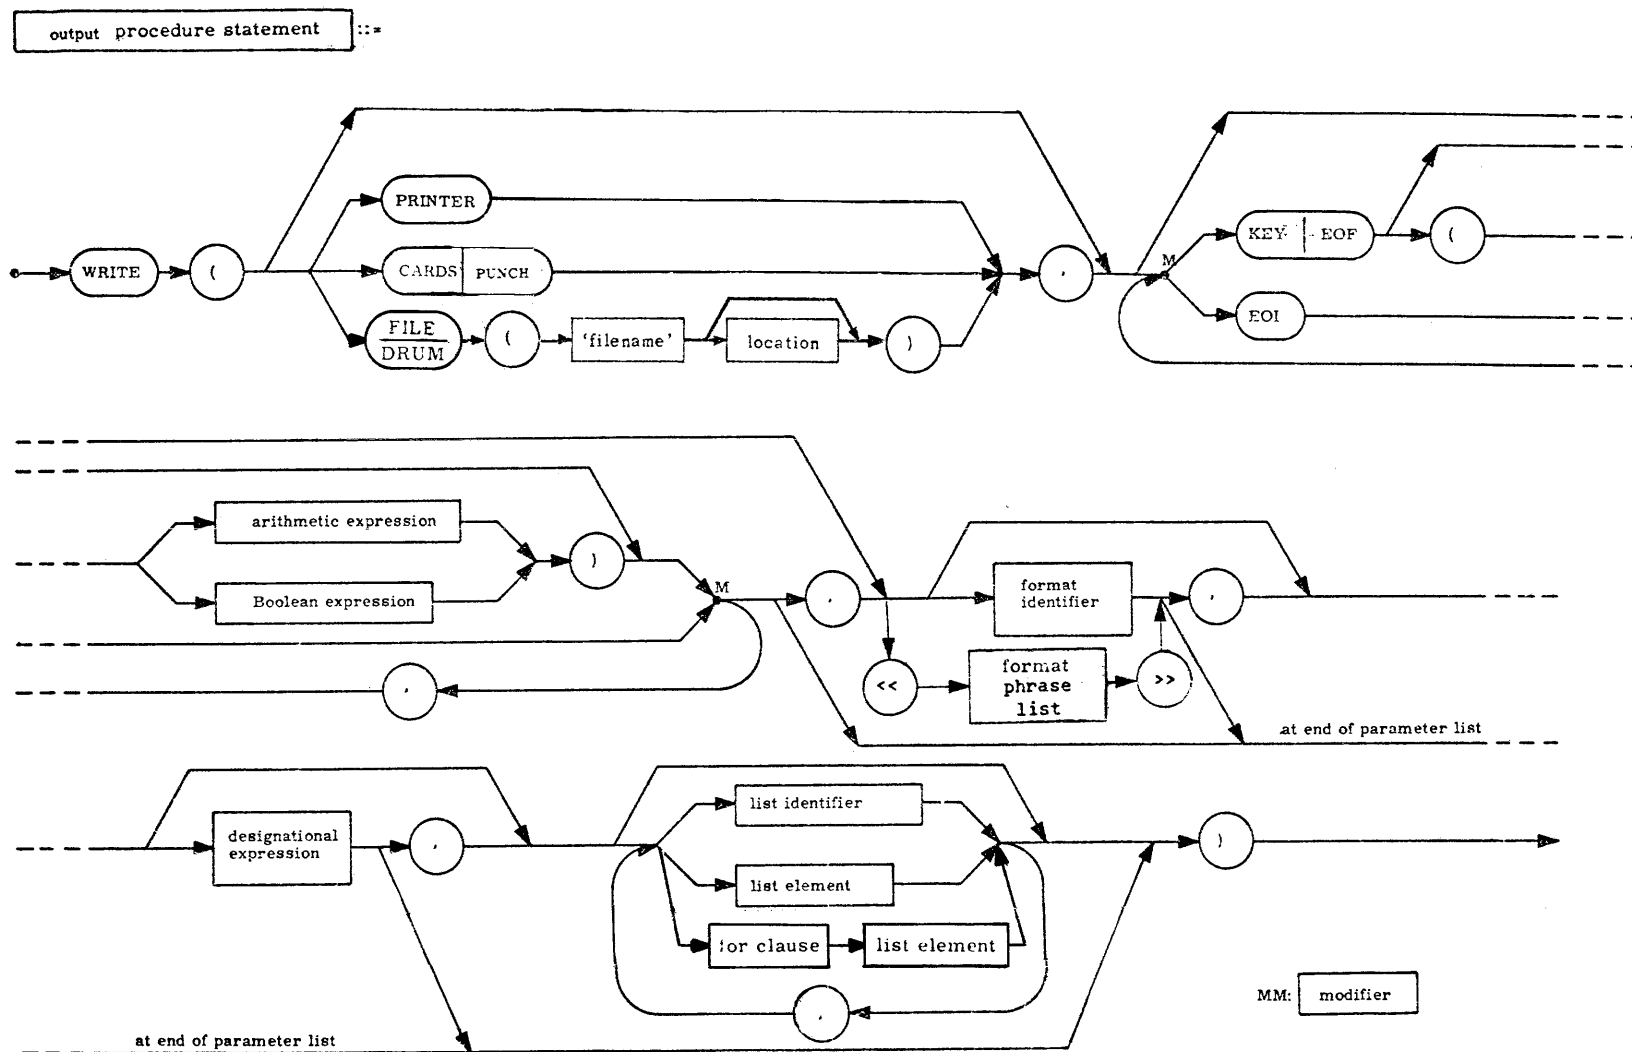 output procedure statement ::=
PRINTER
WRITE ( CARDS PUNCH , M KEY EOF (
FILE
DRUM ( 'filename' location ) EOI
arithmetic expression )
Boolean expression M , format
identifier ,
, << format
phrase
list >>
at end of parameter list
designational
expression , list identifier )
list element
for clause list element
,
MM: modifier
at end of parameter list